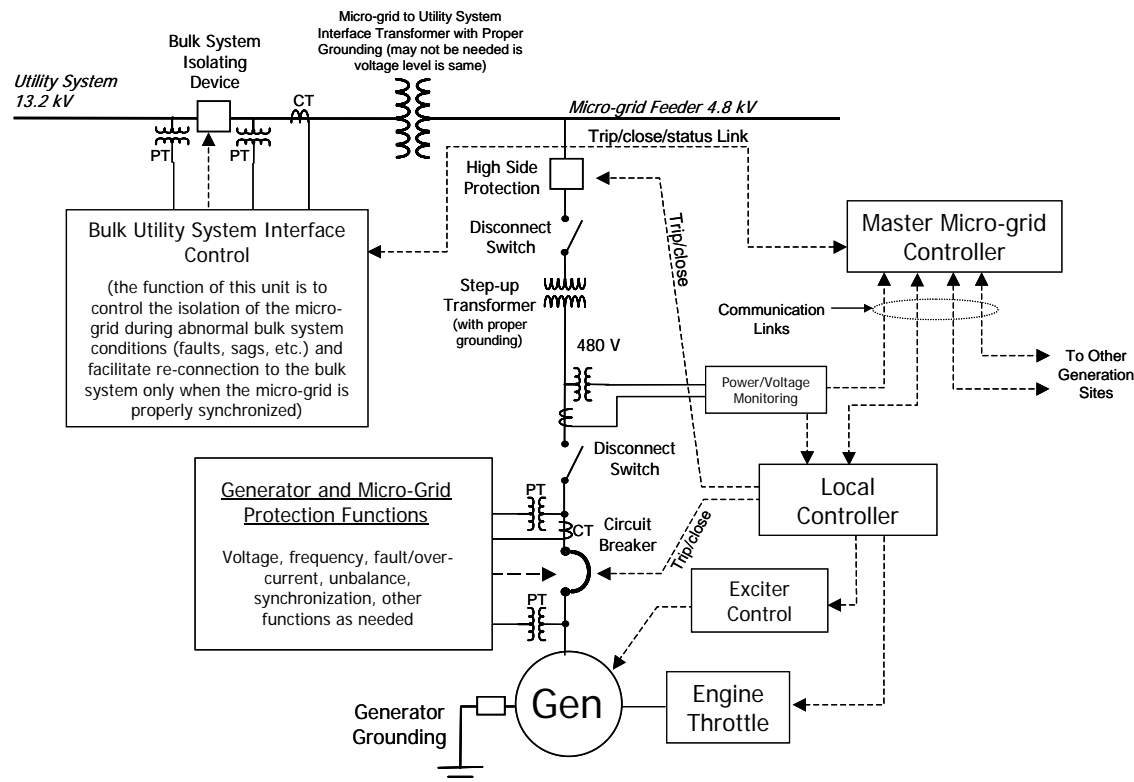 Micro-grid to Utility System
Interface Transformer with Proper
Grounding (may not be needed is
voltage level is same)
Bulk System
Isolating
Device
Utility System
13.2 kV
CT
Micro-grid Feeder 4.8 kV
Trip/close/status Link
PT
PT
High Side
Protection
Trip/close
Bulk Utility System Interface
Control
(the function of this unit is to
control the isolation of the micro-
grid during abnormal bulk system
conditions (faults, sags, etc.) and
facilitate re-connection to the bulk
system only when the micro-grid is
properly synchronized)
Disconnect
Switch
Master Micro-grid
Controller
Step-up
Transformer
(with proper
grounding)
Communication
Links
480 V
To Other
Generation
Sites
Power/Voltage
Monitoring
Disconnect
Switch
Generator and Micro-Grid
Protection Functions
Voltage, frequency, fault/over-
current, unbalance,
synchronization, other
functions as needed
PT
CT
Circuit
Breaker
Local
Controller
Trip/close
PT
Exciter
Control
Gen
Engine
Throttle
Generator
Grounding